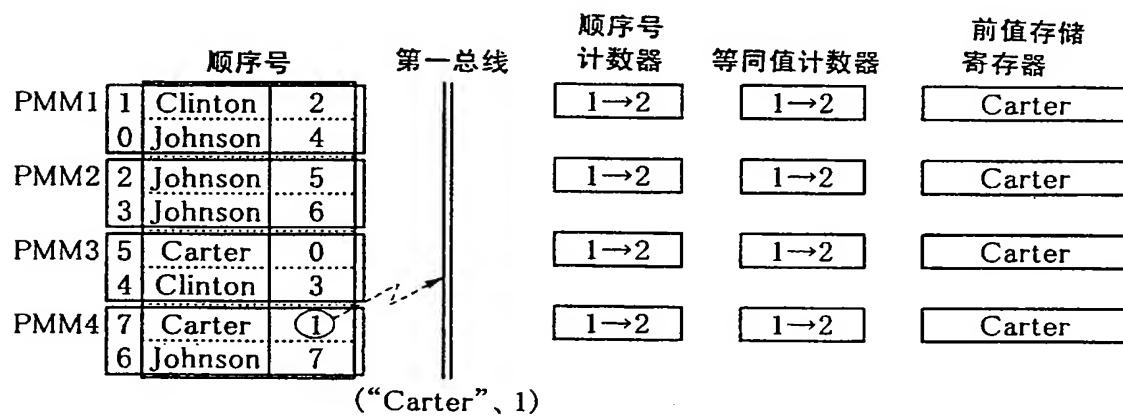 顺序号 第一总线 顺序号计数器 等同值计数器 前值存储寄存器
PMM1 1 Clinton 2 1→2 1→2 Carter
0 Johnson 4
PMM2 2 Johnson 5 1→2 1→2 Carter
3 Johnson 6
PMM3 5 Carter 0 1→2 1→2 Carter
4 Clinton 3
PMM4 7 Carter 1 1→2 1→2 Carter
6 Johnson 7
(“Carter”、1)